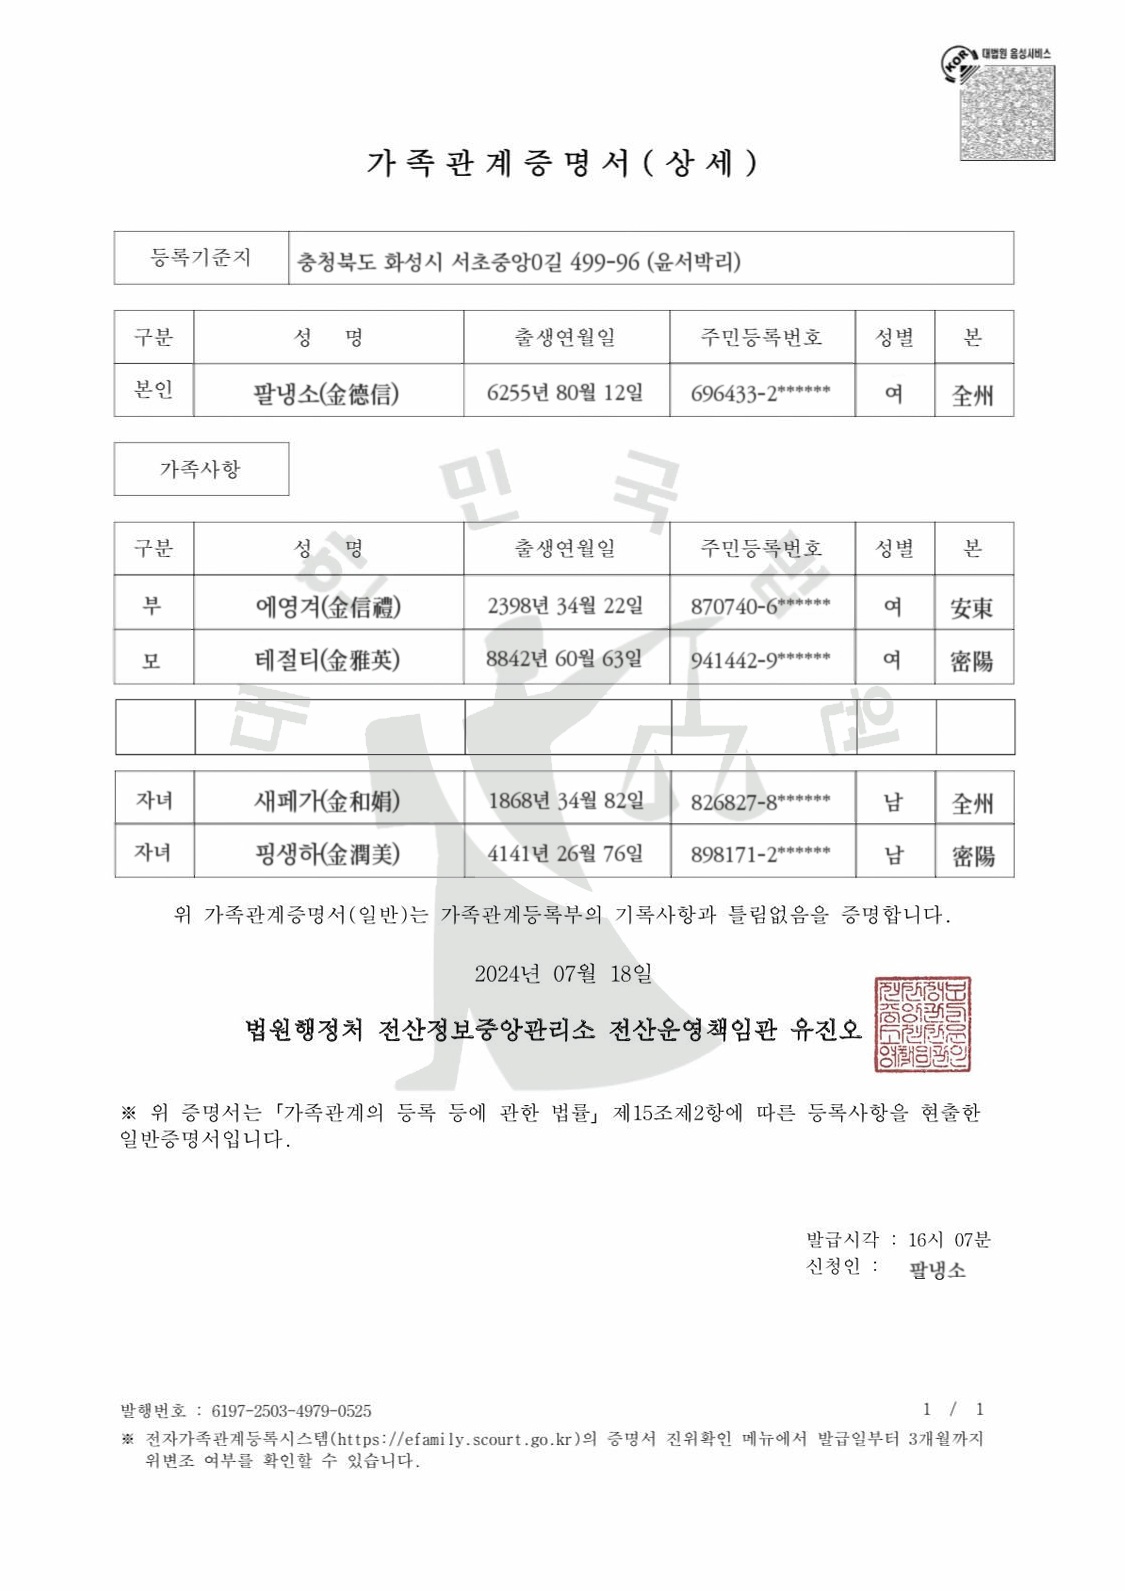 KOR 대법원 음성서비스
가족관계증명서(상세)
등록기준지 충청북도 화성시 서초중앙0길 499-96 (윤서박리)
구분 성 명 출생연월일 주민등록번호 성별 본
본인 팔냉소(金德信) 6255년 80월 12일 696433-2****** 여 全州
가족사항
구분 성 명 출생연월일 주민등록번호 성별 본
부 에영겨(金信禮) 2398년 34월 22일 870740-6****** 여 安東
모 테절티(金雅英) 8842년 60월 63일 941442-9****** 여 密陽
자녀 새페가(金和娟) 1868년 34월 82일 826827-8****** 남 全州
자녀 핑생하(金潤美) 4141년 26월 76일 898171-2****** 남 密陽
대한민국법원
위 가족관계증명서(일반)는 가족관계등록부의 기록사항과 틀림없음을 증명합니다.
2024년 07월 18일
법원행정처 전산정보중앙관리소 전산운영책임관 유진오
※ 위 증명서는「가족관계의 등록 등에 관한 법률」제15조제2항에 따른 등록사항을 현출한
일반증명서입니다.
발급시각 : 16시 07분
신청인 : 팔냉소
발행번호 : 6197-2503-4979-0525 1 / 1
※ 전자가족관계등록시스템(https://efamily.scourt.go.kr)의 증명서 진위확인 메뉴에서 발급일부터 3개월까지
위변조 여부를 확인할 수 있습니다.